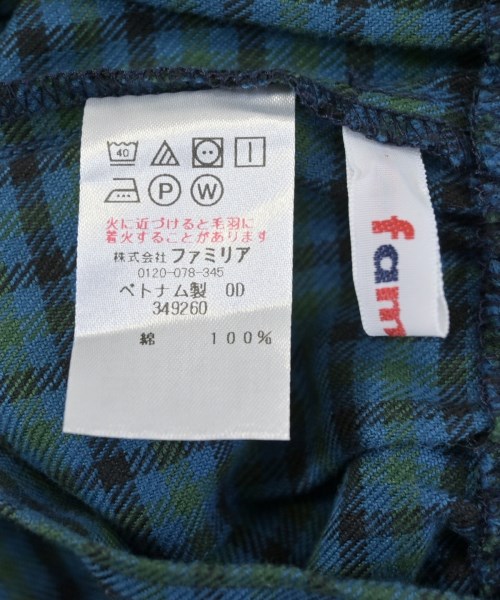 40
P W
火に近づけると毛羽に
着火することがあります
株式会社 ファミリア
0120-078-345
ベトナム製 OD
349260
綿 100%
fam